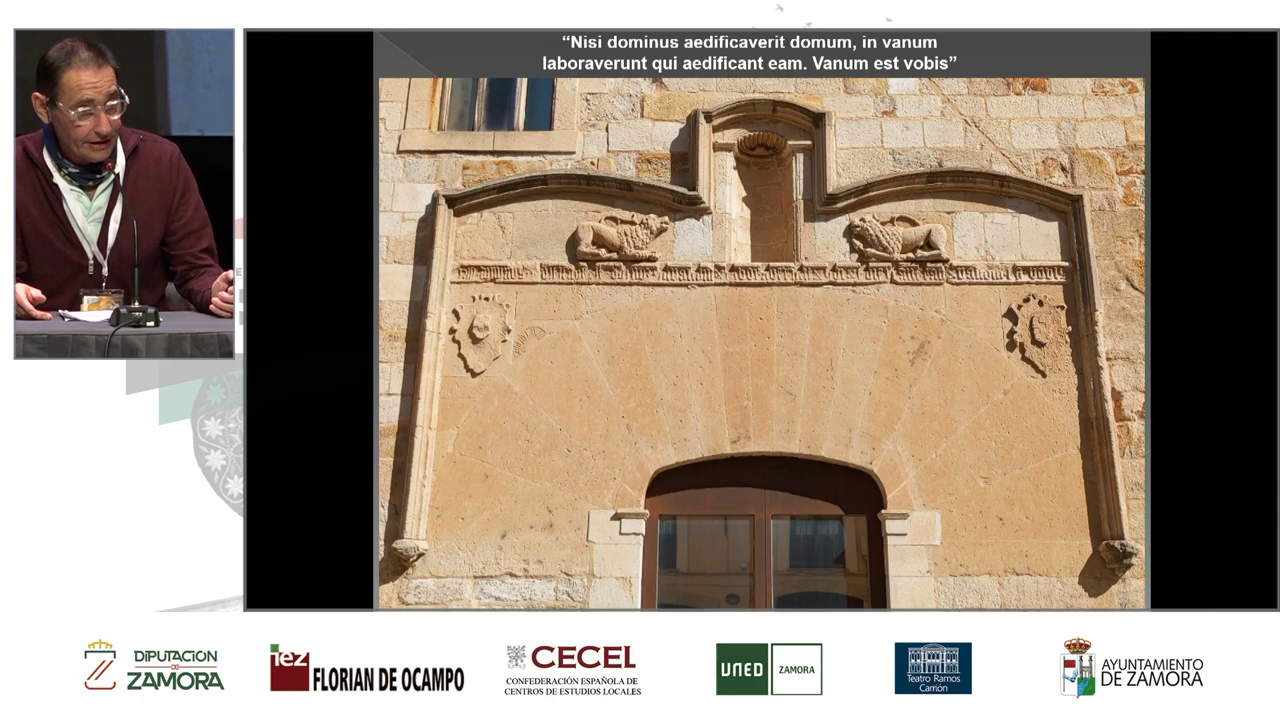 “Nisi dominus aedificaverit domum, in vanum
laboraverunt qui aedificant eam. Vanum est vobis”
DIPUTACIÓN
ZAMORA
iez
FLORIAN DE OCAMPO
CECEL
CONFEDERACIÓN ESPAÑOLA DE
CENTROS DE ESTUDIOS LOCALES
UNED
ZAMORA
Teatro Ramos
Carrión
AYUNTAMIENTO
DE ZAMORA